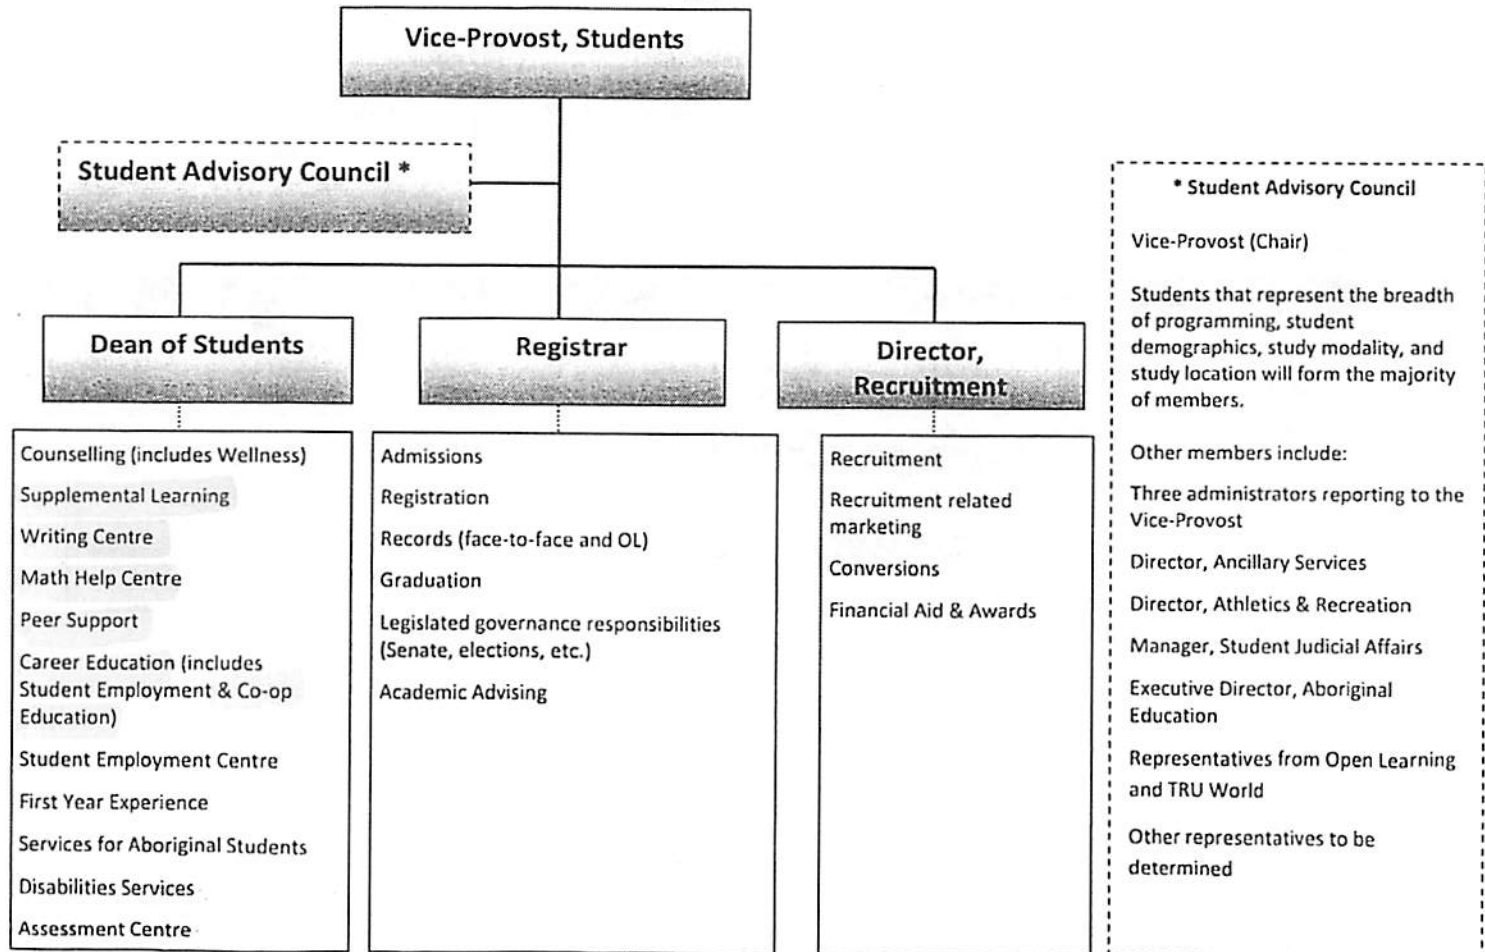 Vice-Provost, Students
Student Advisory Council *
Dean of Students
Counselling (includes Wellness)
Supplemental Learning
Writing Centre
Math Help Centre
Peer Support
Career Education (includes
Student Employment & Co-op
Education)
Student Employment Centre
First Year Experience
Services for Aboriginal Students
Disabilities Services
Assessment Centre
Registrar
Admissions
Registration
Records (face-to-face and OL)
Graduation
Legislated governance responsibilities
(Senate, elections, etc.)
Academic Advising
Director,
Recruitment
Recruitment
Recruitment related
marketing
Conversions
Financial Aid & Awards
* Student Advisory Council
Vice-Provost (Chair)
Students that represent the breadth
of programming, student
demographics, study modality, and
study location will form the majority
of members.
Other members include:
Three administrators reporting to the
Vice-Provost
Director, Ancillary Services
Director, Athletics & Recreation
Manager, Student Judicial Affairs
Executive Director, Aboriginal
Education
Representatives from Open Learning
and TRU World
Other representatives to be
determined